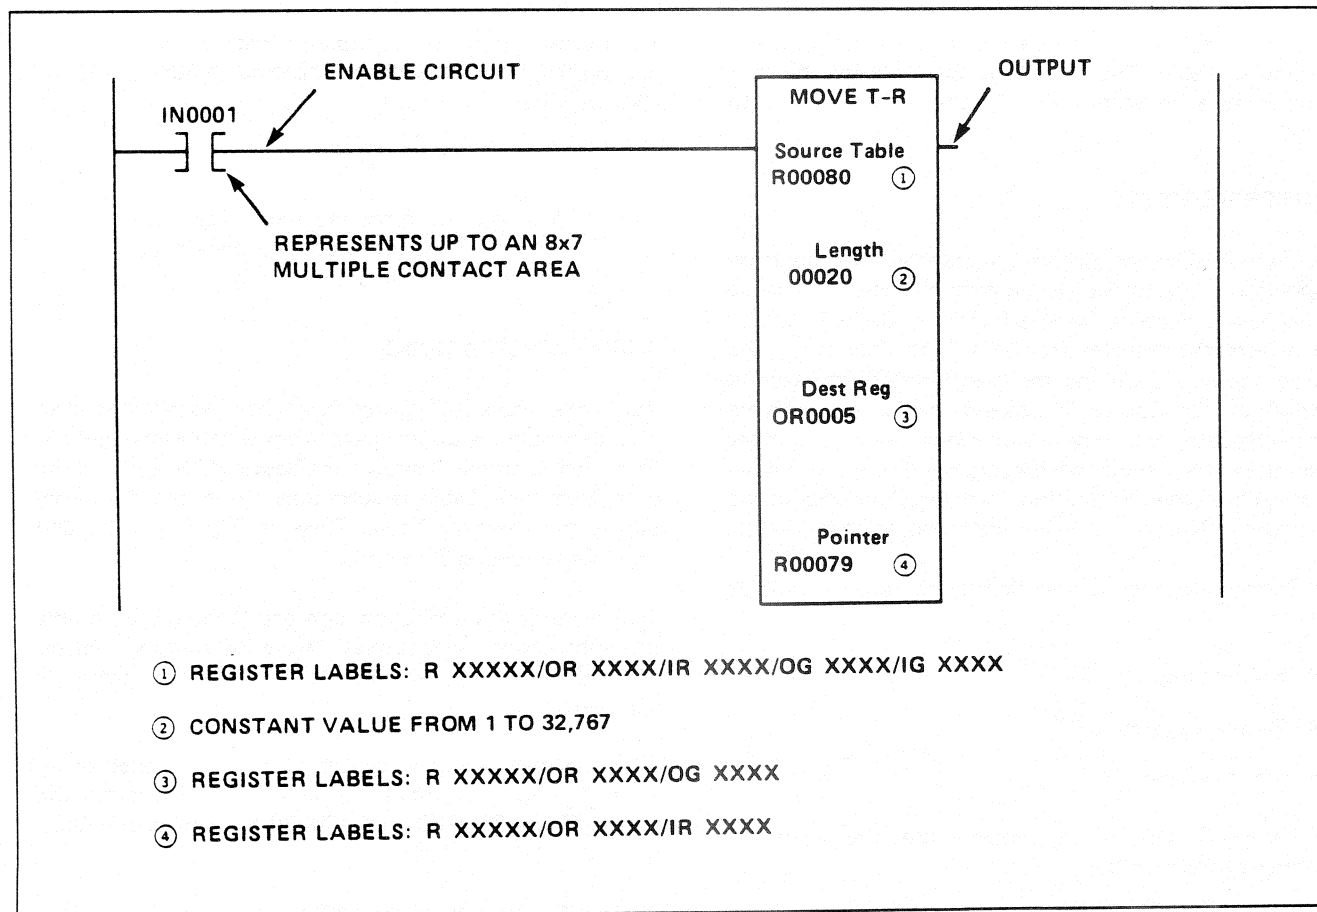 ENABLE CIRCUIT
OUTPUT
IN0001
MOVE T-R
Source Table
R00080 ①
REPRESENTS UP TO AN 8x7
MULTIPLE CONTACT AREA
Length
00020 ②
Dest Reg
OR0005 ③
Pointer
R00079 ④
① REGISTER LABELS: R XXXXX/OR XXXX/IR XXXX/OG XXXX/IG XXXX
② CONSTANT VALUE FROM 1 TO 32,767
③ REGISTER LABELS: R XXXXX/OR XXXX/OG XXXX
④ REGISTER LABELS: R XXXXX/OR XXXX/IR XXXX